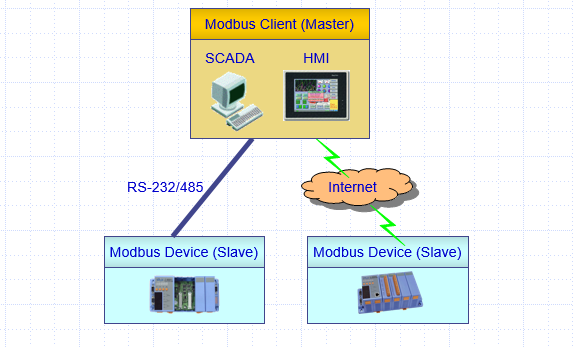 Modbus Client (Master)
SCADA
HMI
RS-232/485
Internet
Modbus Device (Slave)
Modbus Device (Slave)